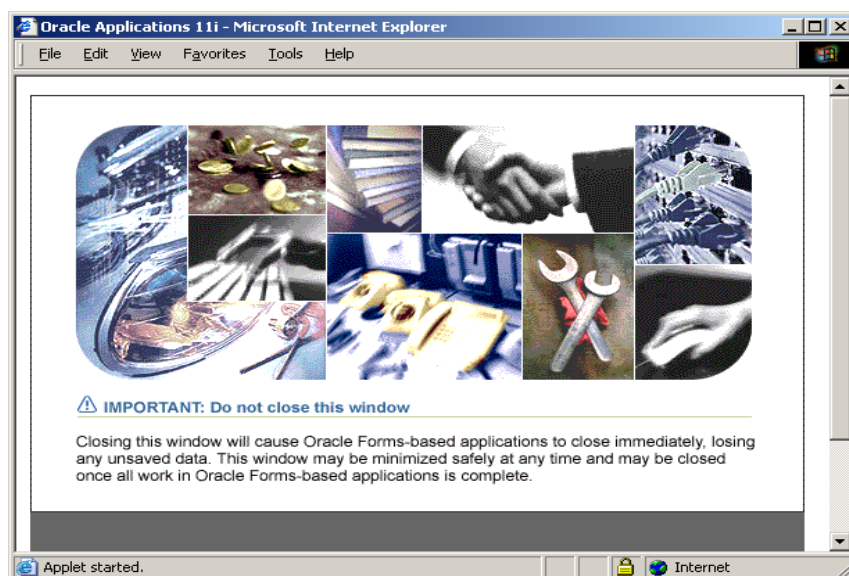 Oracle Applications 11i - Microsoft Internet Explorer
File Edit View Favorites Tools Help
IMPORTANT: Do not close this window
Closing this window will cause Oracle Forms-based applications to close immediately, losing
any unsaved data. This window may be minimized safely at any time and may be closed
once all work in Oracle Forms-based applications is complete.
Applet started. Internet